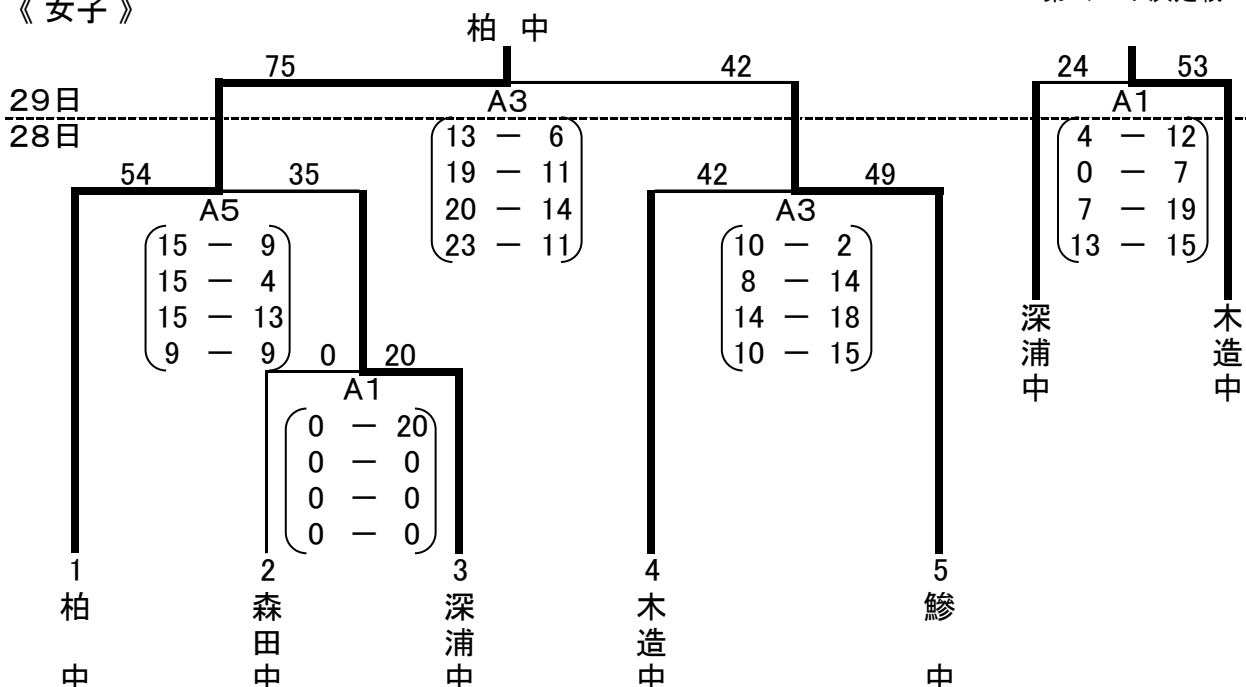 《 女子 》
柏 中
75 42 24 53
29日 A3 A1
28日
13 － 6
19 － 11
20 － 14
23 － 11
4 － 12
0 － 7
7 － 19
13 － 15
54 35 42 49
A5 A3
15 － 9
15 － 4
15 － 13
9 － 9
10 － 2
8 － 14
14 － 18
10 － 15
深浦中
木造中
0 20
A1
0 － 20
0 － 0
0 － 0
0 － 0
1 2 3 4 5
柏 中
森田中
深浦中
木造中
鰺 中